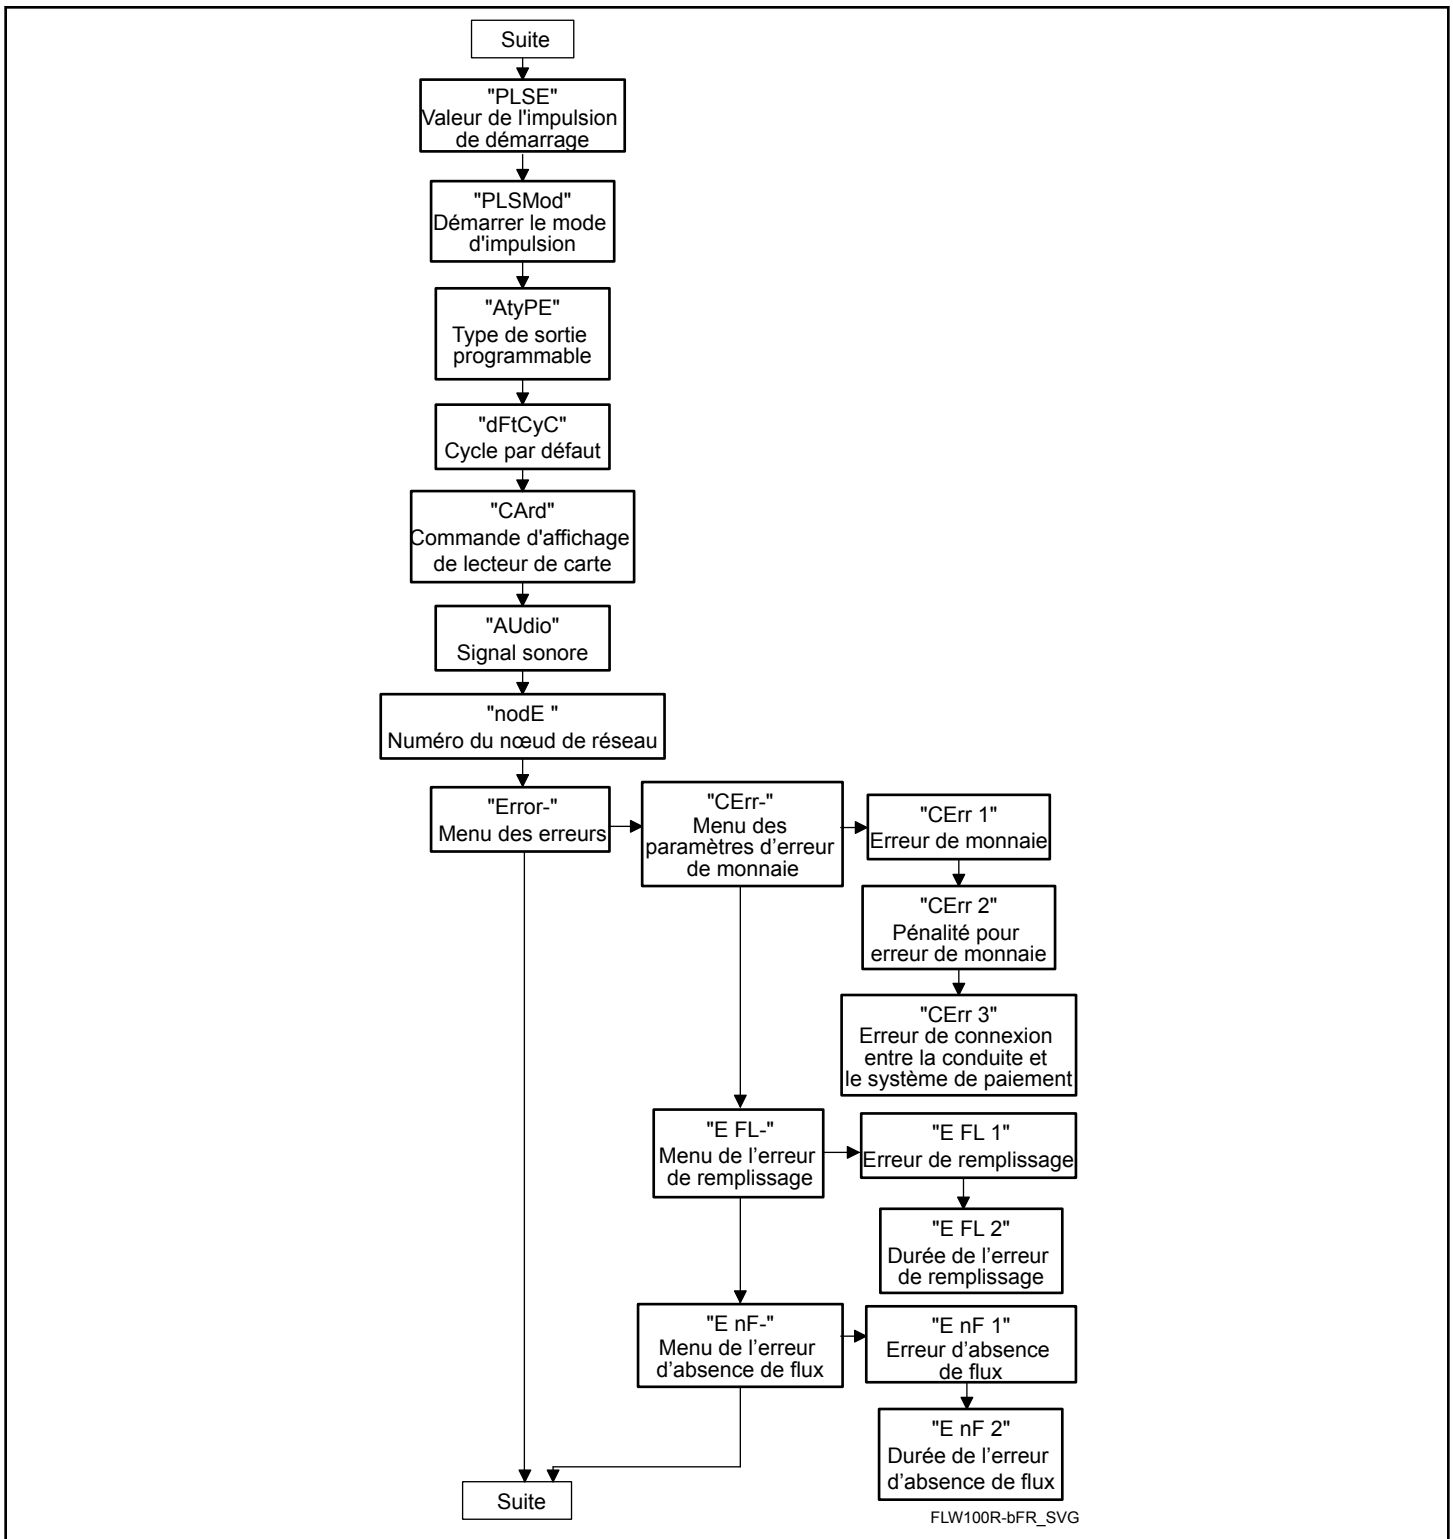 Suite
"PLSE"
Valeur de l'impulsion
de démarrage
"PLSMod"
Démarrer le mode
d'impulsion
"AtyPE"
Type de sortie
programmable
"dFtCyC"
Cycle par défaut
"CArd"
Commande d'affichage
de lecteur de carte
"AUdio"
Signal sonore
"nodE "
Numéro du nœud de réseau
"Error-"
Menu des erreurs
"CErr-"
Menu des
paramètres d’erreur
de monnaie
"CErr 1"
Erreur de monnaie
"CErr 2"
Pénalité pour
erreur de monnaie
"CErr 3"
Erreur de connexion
entre la conduite et
le système de paiement
"E FL-"
Menu de l’erreur
de remplissage
"E FL 1"
Erreur de remplissage
"E FL 2"
Durée de l’erreur
de remplissage
"E nF-"
Menu de l’erreur
d’absence de flux
"E nF 1"
Erreur d’absence
de flux
"E nF 2"
Durée de l’erreur
d’absence de flux
Suite
FLW100R-bFR_SVG